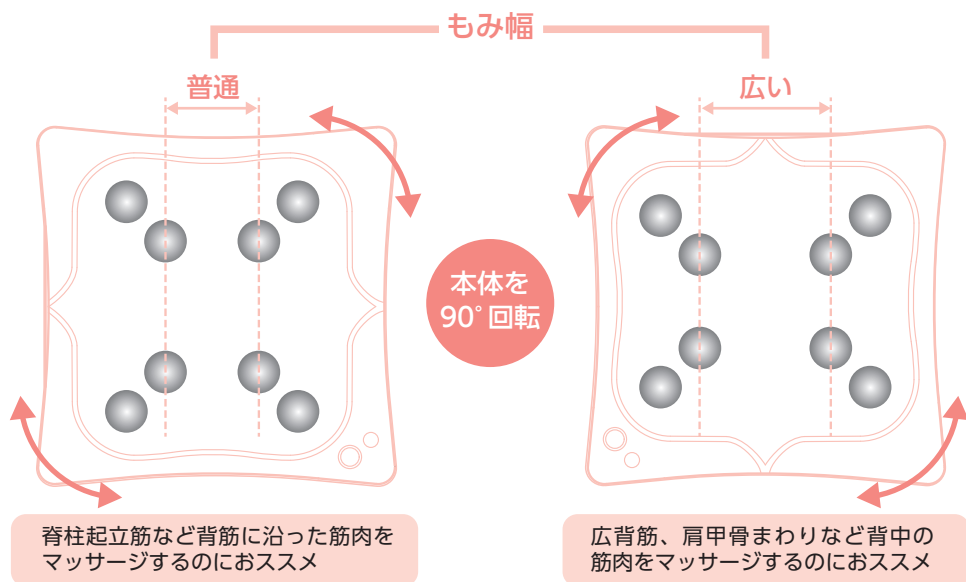 もみ幅
普通
広い
本体を
90°回転
脊柱起立筋など背筋に沿った筋肉を
マッサージするのにおススメ
広背筋、肩甲骨まわりなど背中の
筋肉をマッサージするのにおススメ